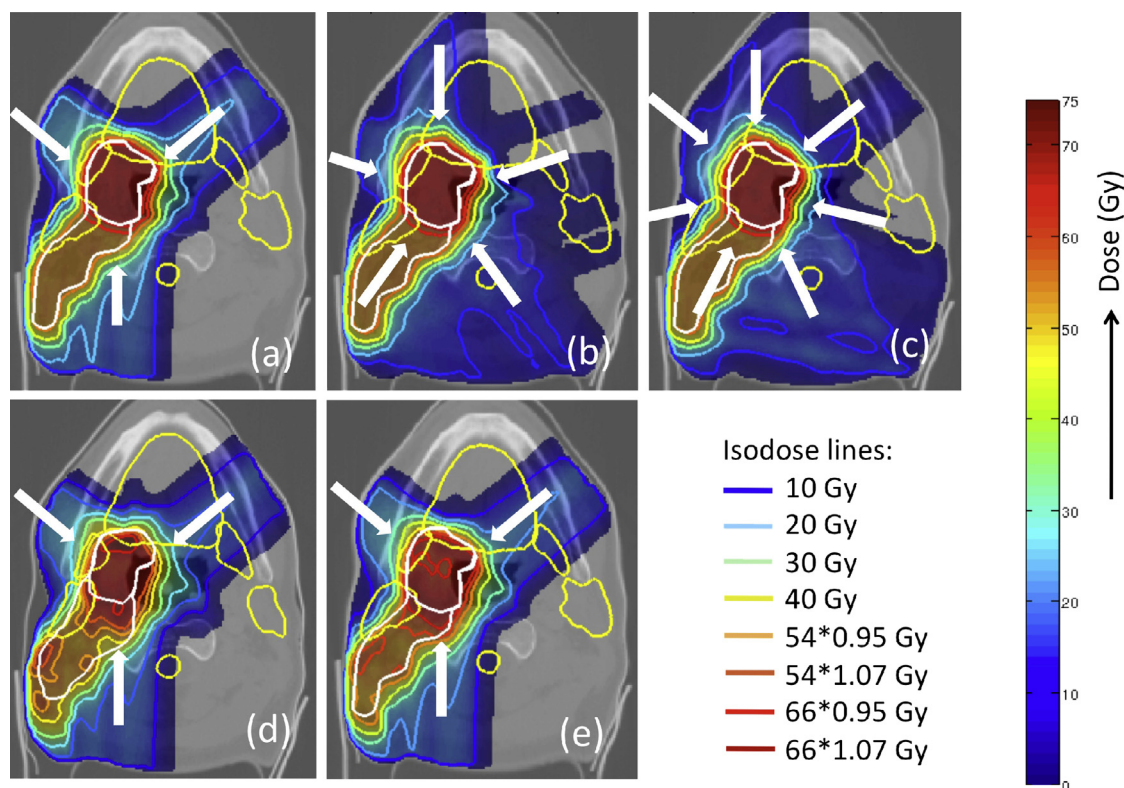 (a)
(b)
(c)
(d)
(e)
Isodose lines:
10 Gy
20 Gy
30 Gy
40 Gy
54*0.95 Gy
54*1.07 Gy
66*0.95 Gy
66*1.07 Gy
75
70
60
50
40
30
20
10
0
Dose (Gy)